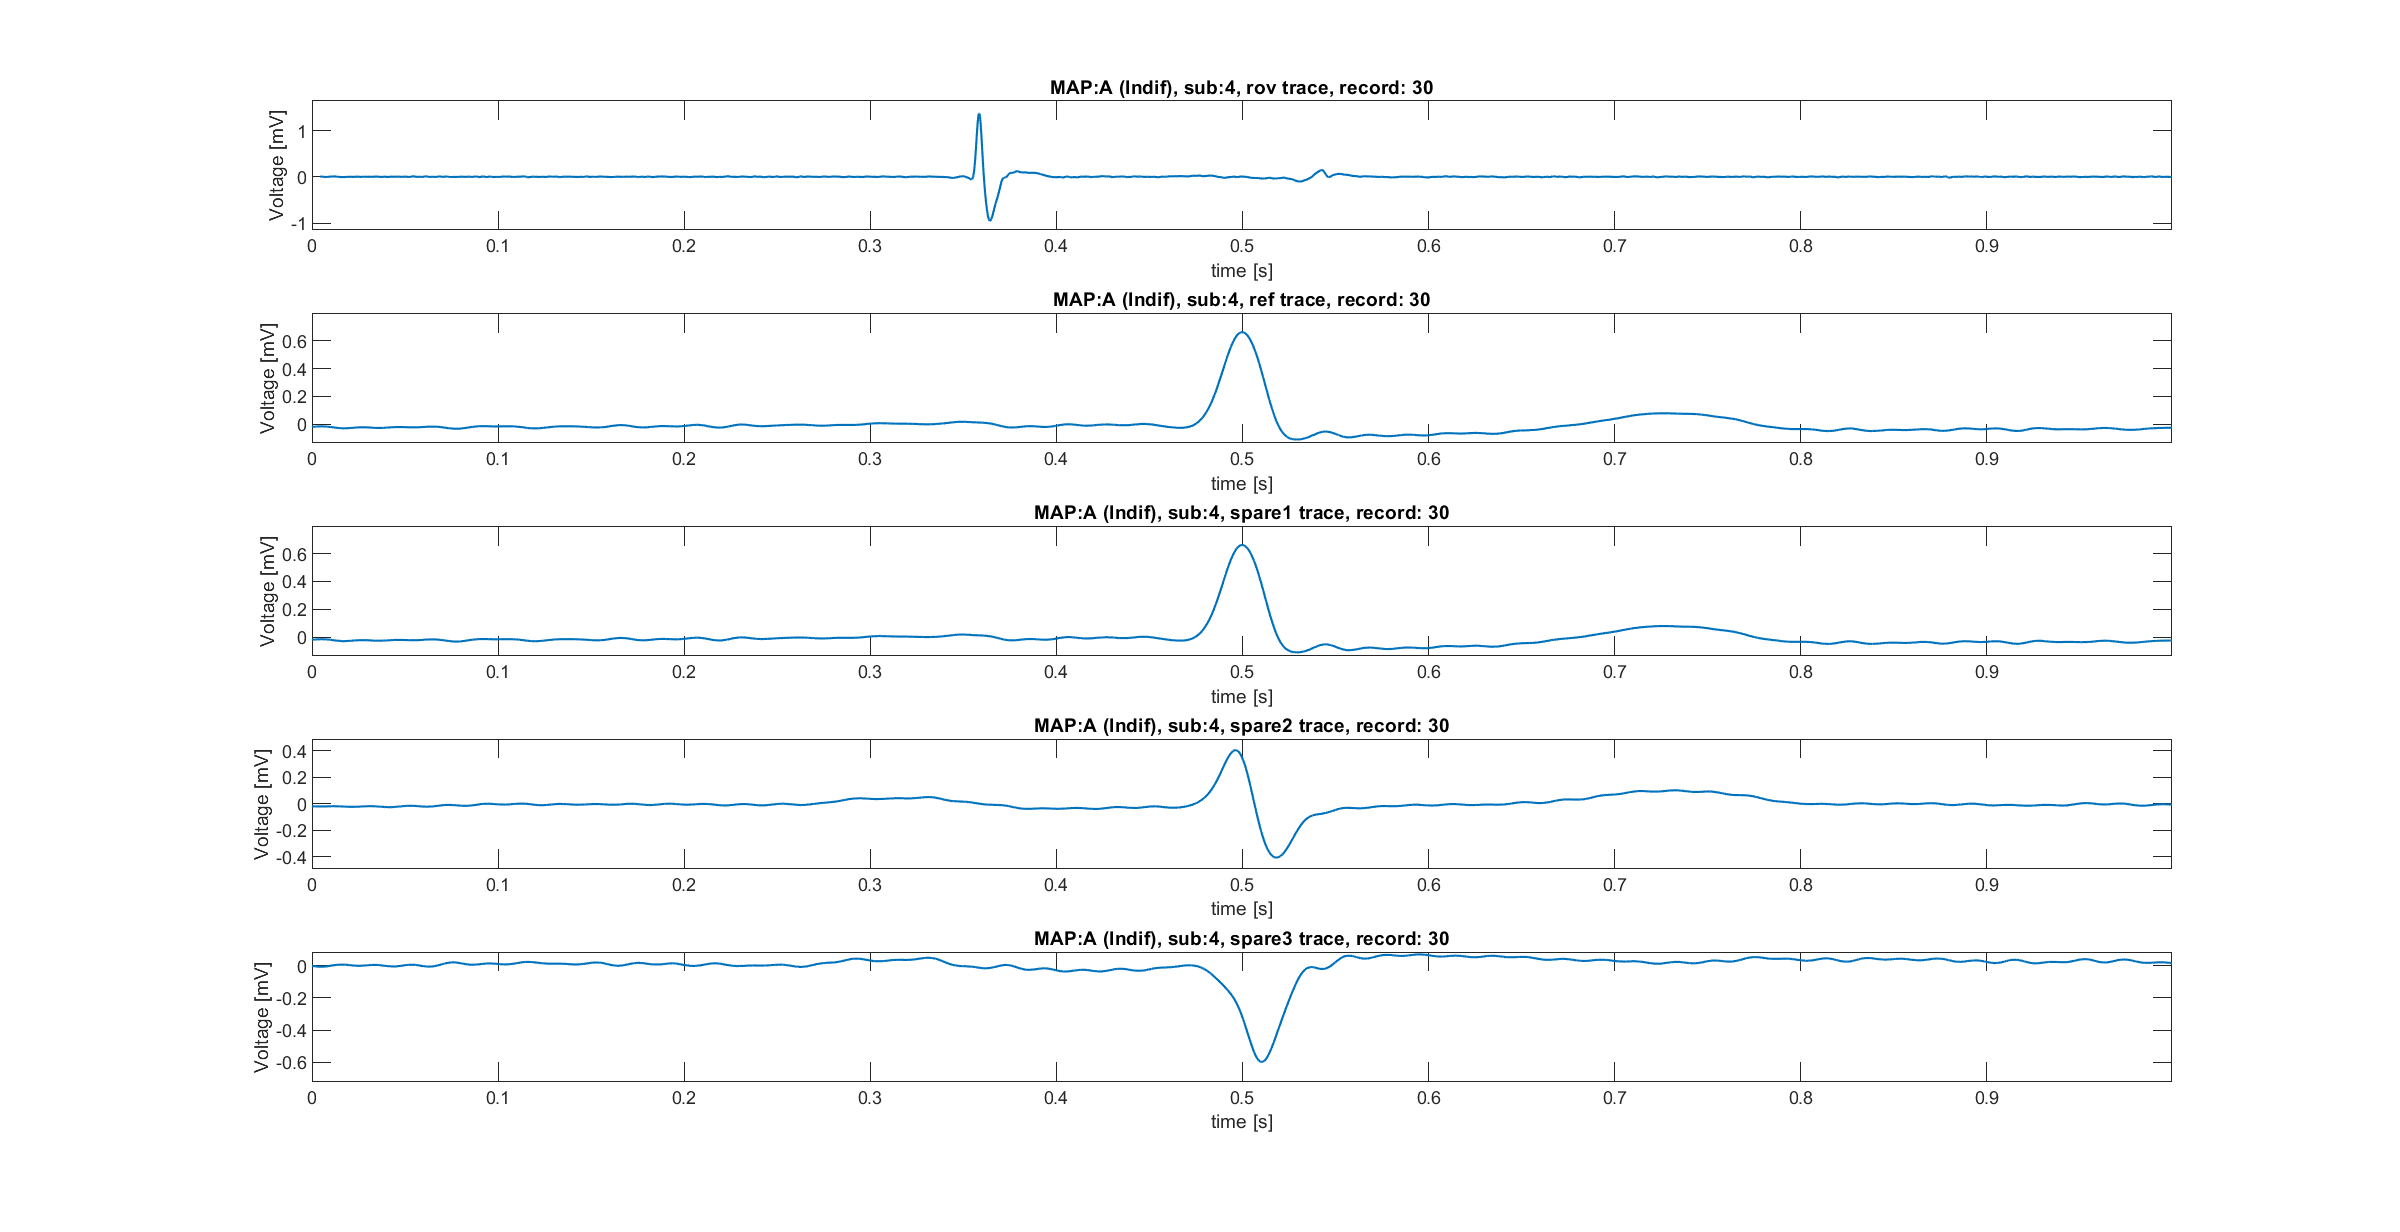 MAP:A (Indif), sub:4, rov trace, record: 30
Voltage [mV]
1
0
-1
0 0.1 0.2 0.3 0.4 0.5 0.6 0.7 0.8 0.9
time [s]
MAP:A (Indif), sub:4, ref trace, record: 30
Voltage [mV]
0.6
0.4
0.2
0
0 0.1 0.2 0.3 0.4 0.5 0.6 0.7 0.8 0.9
time [s]
MAP:A (Indif), sub:4, spare1 trace, record: 30
Voltage [mV]
0.6
0.4
0.2
0
0 0.1 0.2 0.3 0.4 0.5 0.6 0.7 0.8 0.9
time [s]
MAP:A (Indif), sub:4, spare2 trace, record: 30
Voltage [mV]
0.4
0.2
0
-0.2
-0.4
0 0.1 0.2 0.3 0.4 0.5 0.6 0.7 0.8 0.9
time [s]
MAP:A (Indif), sub:4, spare3 trace, record: 30
Voltage [mV]
0
-0.2
-0.4
-0.6
0 0.1 0.2 0.3 0.4 0.5 0.6 0.7 0.8 0.9
time [s]